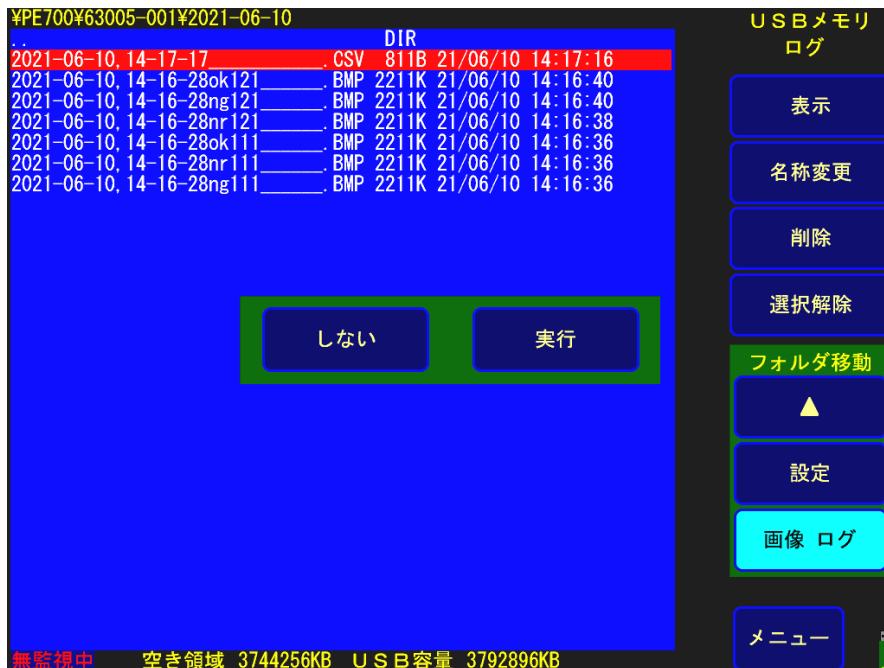 ¥PE700¥63005-001¥2021-06-10
.. DIR
2021-06-10,14-17-17___________.CSV 811B 21/06/10 14:17:16
2021-06-10,14-16-28ok121______.BMP 2211K 21/06/10 14:16:40
2021-06-10,14-16-28ng121______.BMP 2211K 21/06/10 14:16:40
2021-06-10,14-16-28nr121______.BMP 2211K 21/06/10 14:16:38
2021-06-10,14-16-28ok111______.BMP 2211K 21/06/10 14:16:36
2021-06-10,14-16-28nr111______.BMP 2211K 21/06/10 14:16:36
2021-06-10,14-16-28ng111______.BMP 2211K 21/06/10 14:16:36
しない 実行
無監視中 空き領域 3744256KB USB容量 3792896KB
USBメモリ
ログ
表示
名称変更
削除
選択解除
フォルダ移動
▲
設定
画像 ログ
メニュー